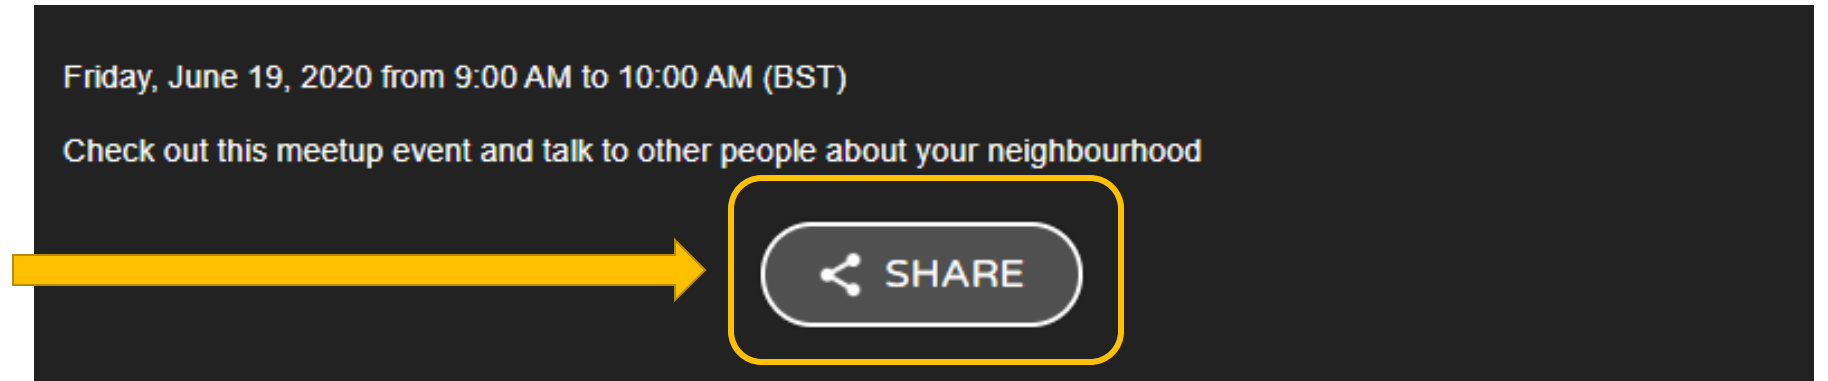 Friday, June 19, 2020 from 9:00 AM to 10:00 AM (BST)
Check out this meetup event and talk to other people about your neighbourhood
SHARE